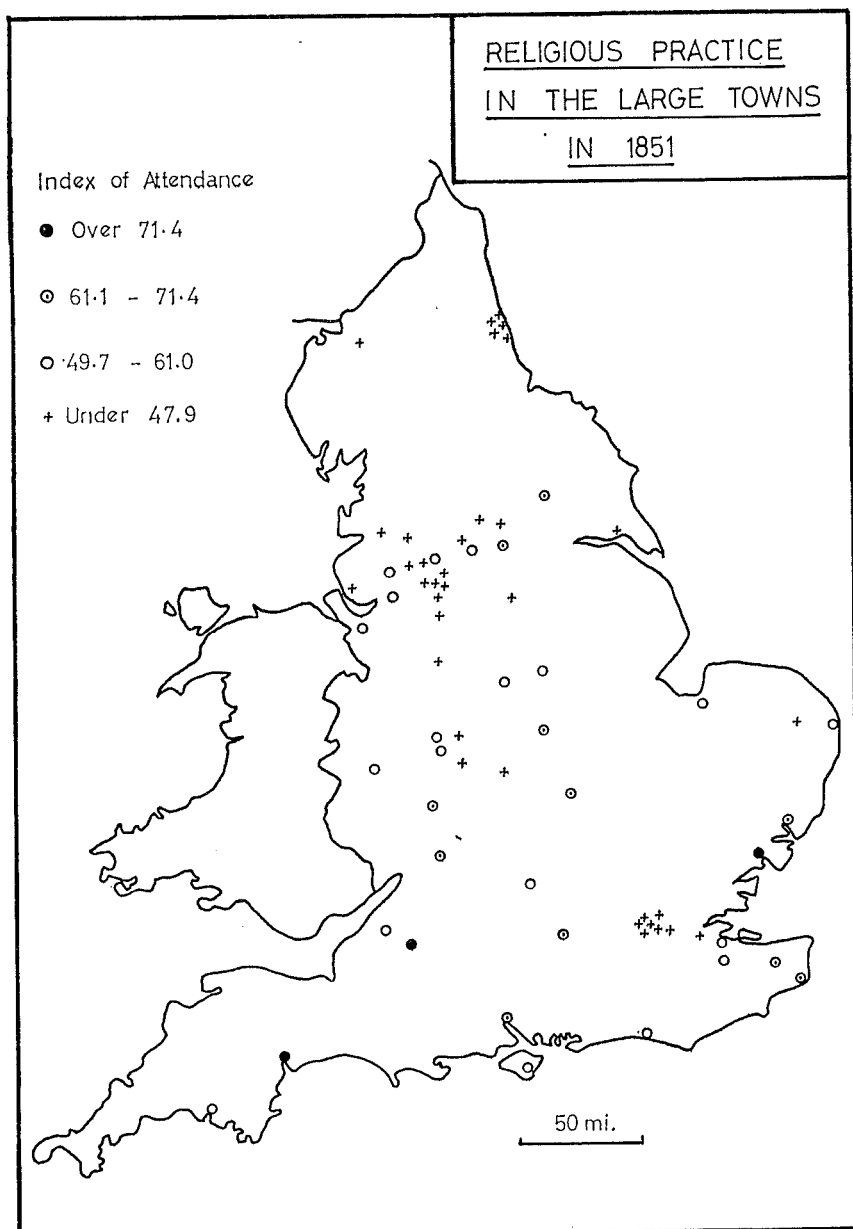 RELIGIOUS PRACTICE
IN THE LARGE TOWNS
IN 1851
Index of Attendance
Over 71·4
61·1 - 71·4
49·7 - 61·0
Under 47·9
50 mi.